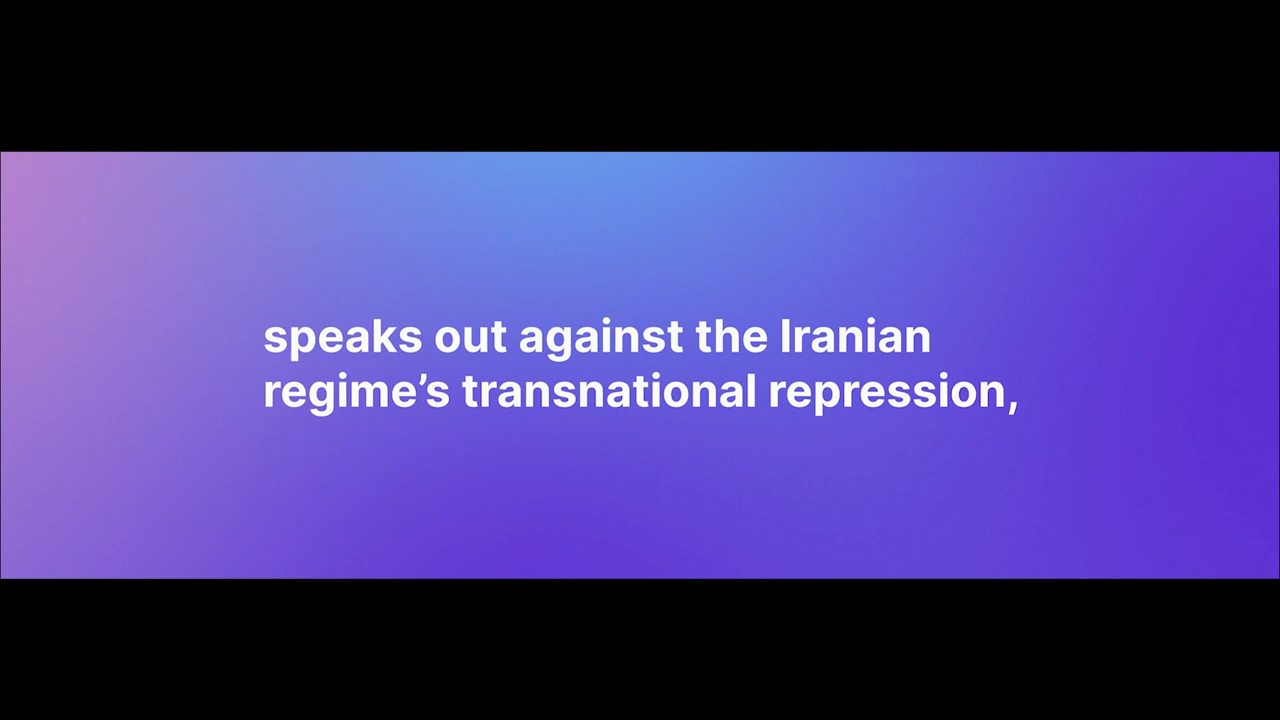 speaks out against the Iranian
regime’s transnational repression,